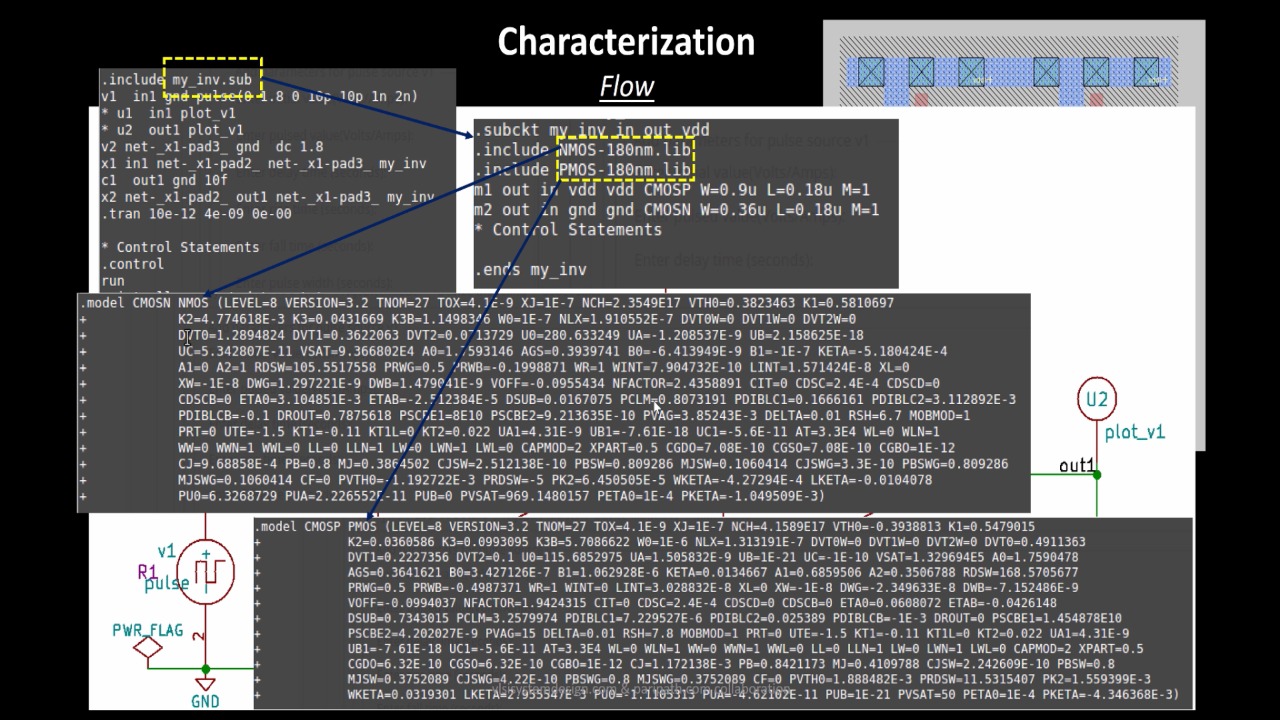 Characterization
Flow
.include my_inv.sub
v1  in1 gnd pulse(0 1.8 0 10p 10p 1n 2n)
* u1  in1 plot_v1
* u2  out1 plot_v1
v2 net-_x1-pad2_ gnd  dc 1.8
x1 in1 net-_x1-pad2_ net-_x1-pad3_ my_inv
c1  out1 gnd 10f
x2 net-_x1-pad2_ out1 net-_x1-pad3_ my_inv
.tran 10e-12 4e-09 0e-00
* Control Statements
.control
run
.subckt my_inv in out vdd
.include NMOS-180nm.lib
.include PMOS-180nm.lib
m1 out in vdd vdd CMOSP W=0.9u L=0.18u M=1
m2 out in gnd gnd CMOSN W=0.36u L=0.18u M=1
* Control Statements
.ends my_inv
.model CMOSN NMOS (LEVEL=8 VERSION=3.2 TNOM=27 TOX=4.1E-9 XJ=1E-7 NCH=2.3549E17 VTH0=0.3823463 K1=0.5810697
+ K2=4.774618E-3 K3=0.0431669 K3B=1.1498346 W0=1E-7 NLX=1.910552E-7 DVT0W=0 DVT1W=0 DVT2W=0
+ DVT0=1.2894824 DVT1=0.3622063 DVT2=0.0713729 U0=280.633249 UA=-1.208537E-9 UB=2.158625E-18
+ UC=5.342807E-11 VSAT=9.366802E4 A0=1.7593146 AGS=0.3939741 B0=-6.413949E-9 B1=-1E-7 KETA=-5.180424E-4
+ A1=0 A2=1 RDSW=105.5517558 PRWG=0.5 PRWB=-0.1998871 WR=1 WINT=7.904732E-10 LINT=1.571424E-8 XL=0
+ XW=-1E-8 DWG=1.297221E-9 DWB=1.479041E-9 VOFF=-0.0955434 NFACTOR=2.4358891 CIT=0 CDSC=2.4E-4 CDSCD=0
+ CDSCB=0 ETA0=3.104851E-3 ETAB=-2.512384E-5 DSUB=0.0167075 PCLM=0.8073191 PDIBLC1=0.1666161 PDIBLC2=3.112892E-3
+ PDIBLCB=-0.1 DROUT=0.7875618 PSCBE1=8E10 PSCBE2=9.213635E-10 PVAG=3.85243E-3 DELTA=0.01 RSH=6.7 MOBMOD=1
+ PRT=0 UTE=-1.5 KT1=-0.11 KT1L=0 KT2=0.022 UA1=4.31E-9 UB1=-7.61E-18 UC1=-5.6E-11 AT=3.3E4 WL=0 WLN=1
+ WW=0 WWN=1 WWL=0 LL=0 LLN=1 LW=0 LWN=1 LWL=0 CAPMOD=2 XPART=0.5 CGDO=7.08E-10 CGSO=7.08E-10 CGBO=1E-12
+ CJ=9.68858E-4 PB=0.8 MJ=0.3864502 CJSW=2.512138E-10 PBSW=0.809286 MJSW=0.1060414 CJSWG=3.3E-10 PBSWG=0.809286
+ MJSWG=0.1060414 CF=0 PVTH0=-1.192722E-3 PRDSW=-5 PK2=6.450505E-5 WKETA=-4.27294E-4 LKETA=-0.0104078
+ PU0=6.3268729 PUA=2.226552E-11 PUB=0 PVSAT=969.1480157 PETA0=1E-4 PKETA=-1.049509E-3)
U2
plot_v1
out1
.model CMOSP PMOS (LEVEL=8 VERSION=3.2 TNOM=27 TOX=4.1E-9 XJ=1E-7 NCH=4.1589E17 VTH0=-0.3938813 K1=0.5479015
+ K2=0.0360586 K3=0.0993095 K3B=5.7086622 W0=1E-6 NLX=1.313191E-7 DVT0W=0 DVT1W=0 DVT2W=0 DVT0=0.4911363
+ DVT1=0.2227356 DVT2=0.1 U0=115.6852975 UA=1.505832E-9 UB=1E-21 UC=-1E-10 VSAT=1.329694E5 A0=1.7590478
+ AGS=0.3641621 B0=3.427126E-7 B1=1.062928E-6 KETA=0.0134667 A1=0.6859506 A2=0.3506788 RDSW=168.5705677
+ PRWG=0.5 PRWB=-0.4987371 WR=1 WINT=0 LINT=3.028832E-8 XL=0 XW=-1E-8 DWG=-2.349633E-8 DWB=-7.152486E-9
+ VOFF=-0.0994037 NFACTOR=1.9424315 CIT=0 CDSC=2.4E-4 CDSCD=0 CDSCB=0 ETA0=0.0608072 ETAB=-0.0426148
+ DSUB=0.7343015 PCLM=3.2579974 PDIBLC1=7.229527E-6 PDIBLC2=0.025389 PDIBLCB=-1E-3 DROUT=0 PSCBE1=1.454878E10
+ PSCBE2=4.202027E-9 PVAG=15 DELTA=0.01 RSH=7.8 MOBMOD=1 PRT=0 UTE=-1.5 KT1=-0.11 KT1L=0 KT2=0.022 UA1=4.31E-9
+ UB1=-7.61E-18 UC1=-5.6E-11 AT=3.3E4 WL=0 WLN=1 WW=0 WWN=1 WWL=0 LL=0 LLN=1 LW=0 LWN=1 LWL=0 CAPMOD=2 XPART=0.5
+ CGDO=6.32E-10 CGSO=6.32E-10 CGBO=1E-12 CJ=1.172138E-3 PB=0.8421173 MJ=0.4109788 CJSW=2.242609E-10 PBSW=0.8
+ MJSW=0.3752089 CJSWG=4.22E-10 PBSWG=0.8 MJSWG=0.3752089 CF=0 PVTH0=1.888482E-3 PRDSW=11.5315407 PK2=1.559399E-3
+ WKETA=0.0319301 LKETA=2.955547E-3 PU0=-1.1105313 PUA=-4.62102E-11 PUB=1E-21 PVSAT=50 PETA0=1E-4 PKETA=-4.346368E-3)
v1
R1
pulse
PWR_FLAG
2
GND